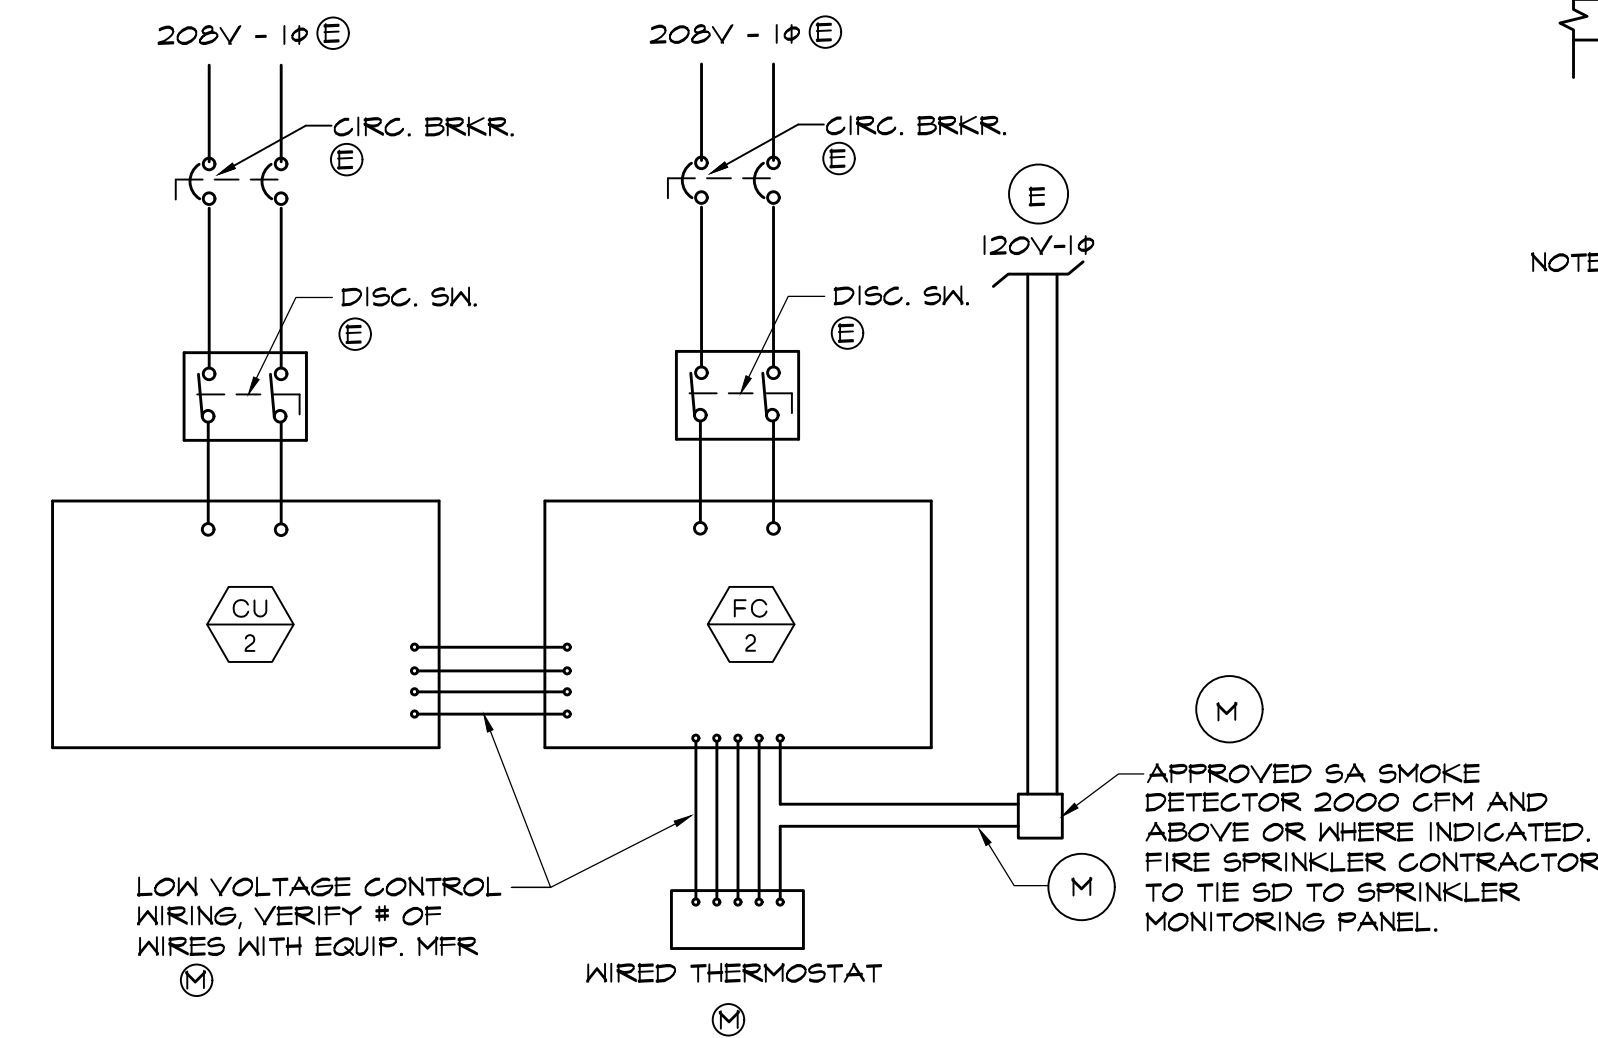 208V - 1Φ E
208V - 1Φ E
CIRC. BRKR.
E
CIRC. BRKR.
E
E
120V-1Φ
NOTE
DISC. SW.
E
DISC. SW.
E
CU
2
FC
2
M
APPROVED SA SMOKE
DETECTOR 2000 CFM AND
ABOVE OR WHERE INDICATED.
FIRE SPRINKLER CONTRACTOR
TO TIE SD TO SPRINKLER
MONITORING PANEL.
M
LOW VOLTAGE CONTROL
WIRING, VERIFY # OF
WIRES WITH EQUIP. MFR
M
WIRED THERMOSTAT
M